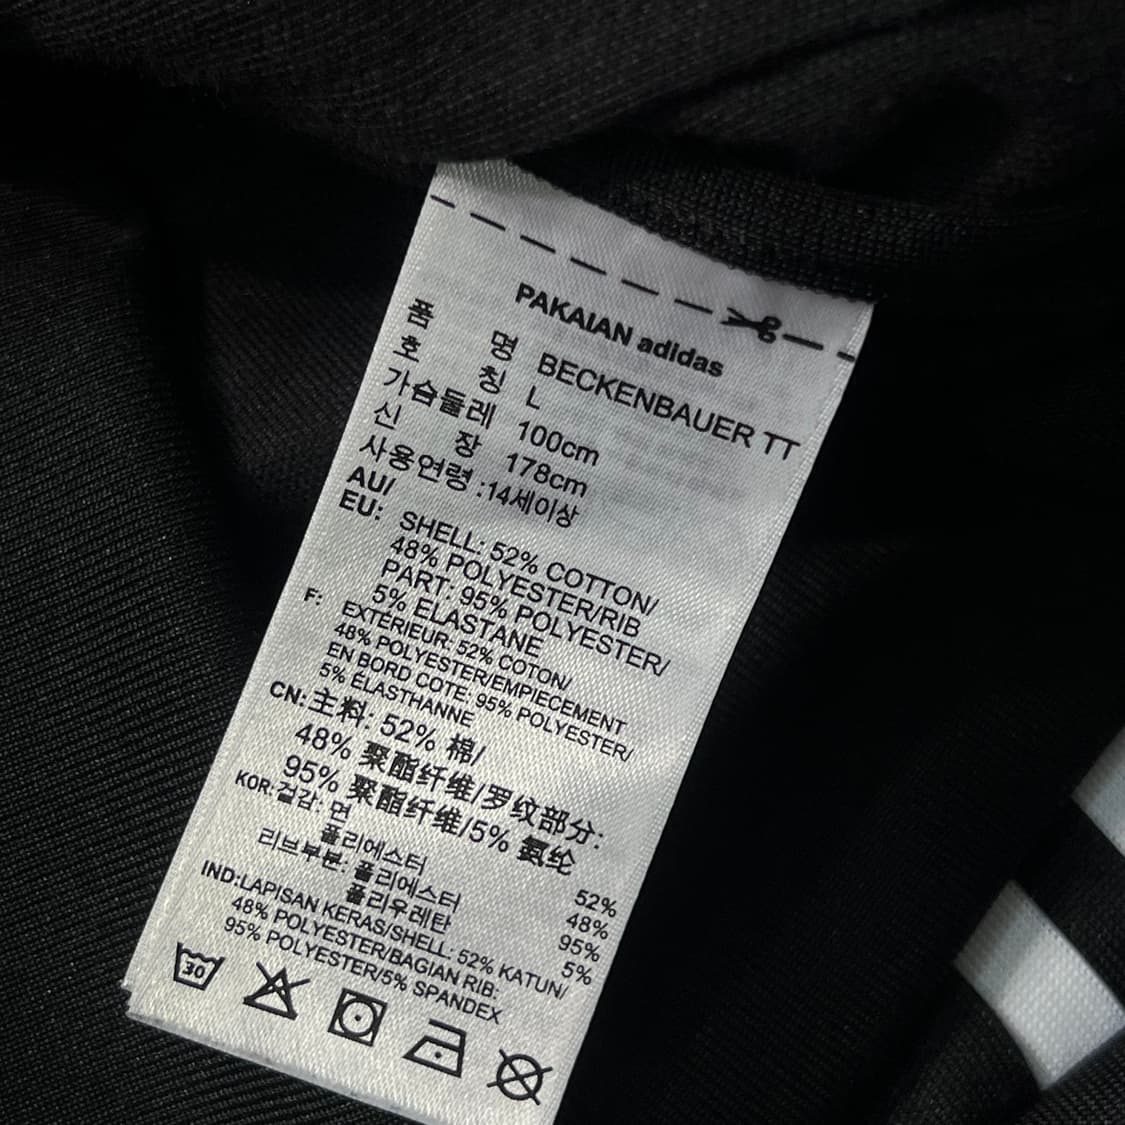 PAKAIAN adidas
품 명 BECKENBAUER TT
호 칭 L
가슴둘레 100cm
신 장 178cm
사용연령 :14세이상
AU/
EU: SHELL: 52% COTTON/
48% POLYESTER/RIB
PART: 95% POLYESTER/
5% ELASTANE
F: EXTÉRIEUR: 52% COTON/
48% POLYESTER/EMPIECEMENT
EN BORD COTE: 95% POLYESTER/
5% ÉLASTHANNE
CN:主料: 52% 棉/
48% 聚酯纤维/罗纹部分:
95% 聚酯纤维/5% 氨纶
KOR:겉감: 면 52%
폴리에스터 48%
리브부분: 폴리에스터 95%
폴리우레탄 5%
IND:LAPISAN KERAS/SHELL: 52% KATUN/
48% POLYESTER/BAGIAN RIB:
95% POLYESTER/5% SPANDEX
30